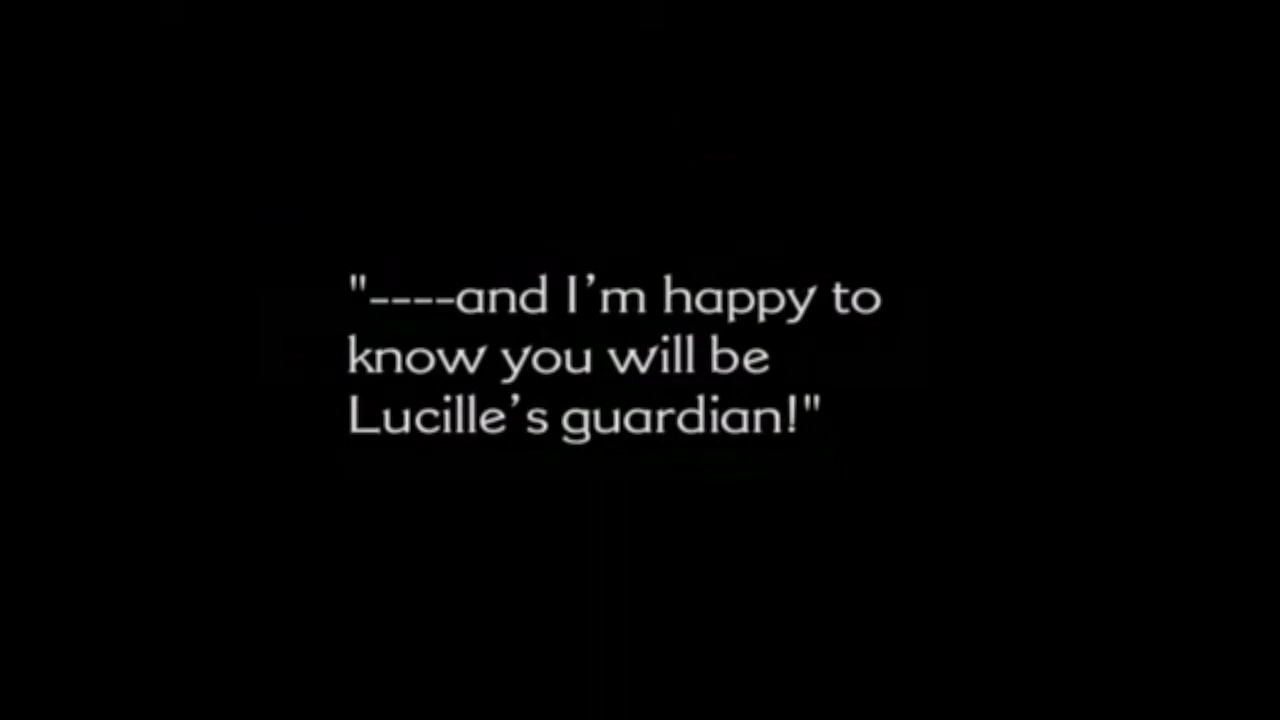 "----and I’m happy to
know you will be
Lucille’s guardian!"